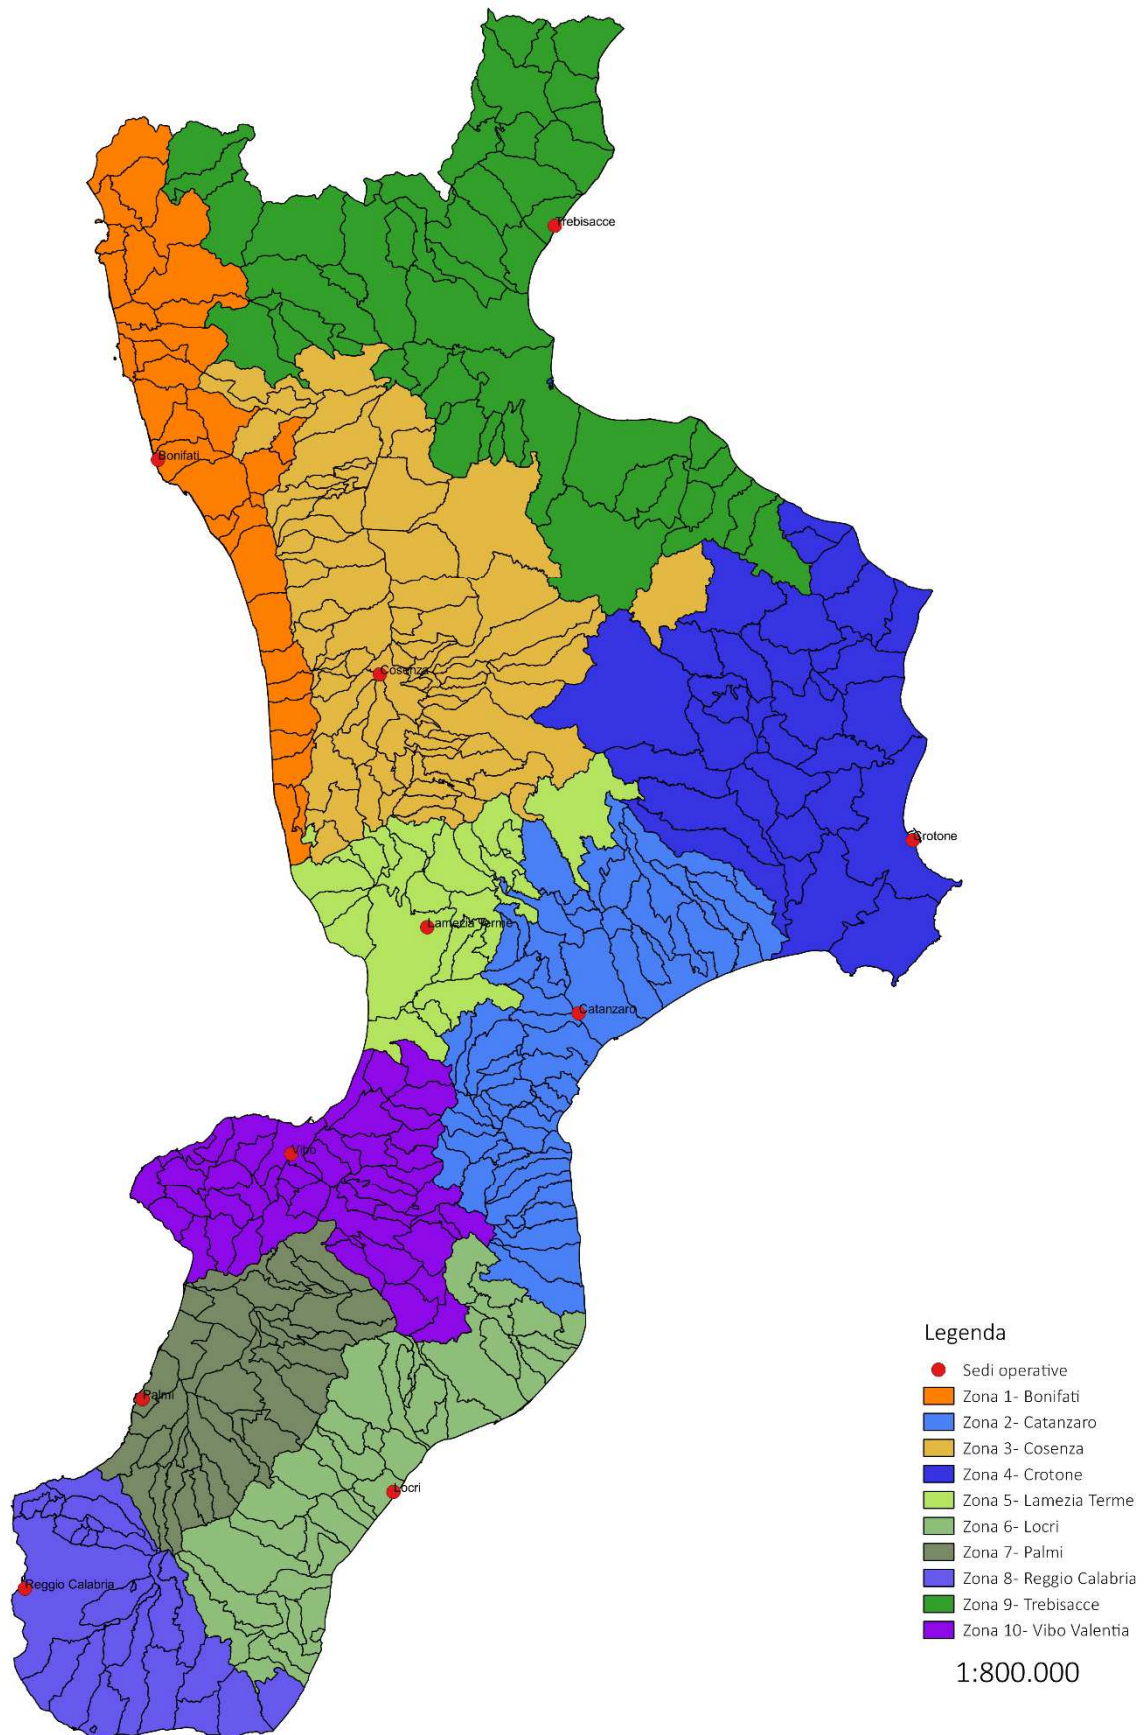 Trebisacce
Bonifati
Cosenza
Crotone
Lamezia Terme
Catanzaro
Vibo
Palmi
Locri
Reggio Calabria
Legenda
Sedi operative
Zona 1- Bonifati
Zona 2- Catanzaro
Zona 3- Cosenza
Zona 4- Crotone
Zona 5- Lamezia Terme
Zona 6- Locri
Zona 7- Palmi
Zona 8- Reggio Calabria
Zona 9- Trebisacce
Zona 10- Vibo Valentia
1:800.000